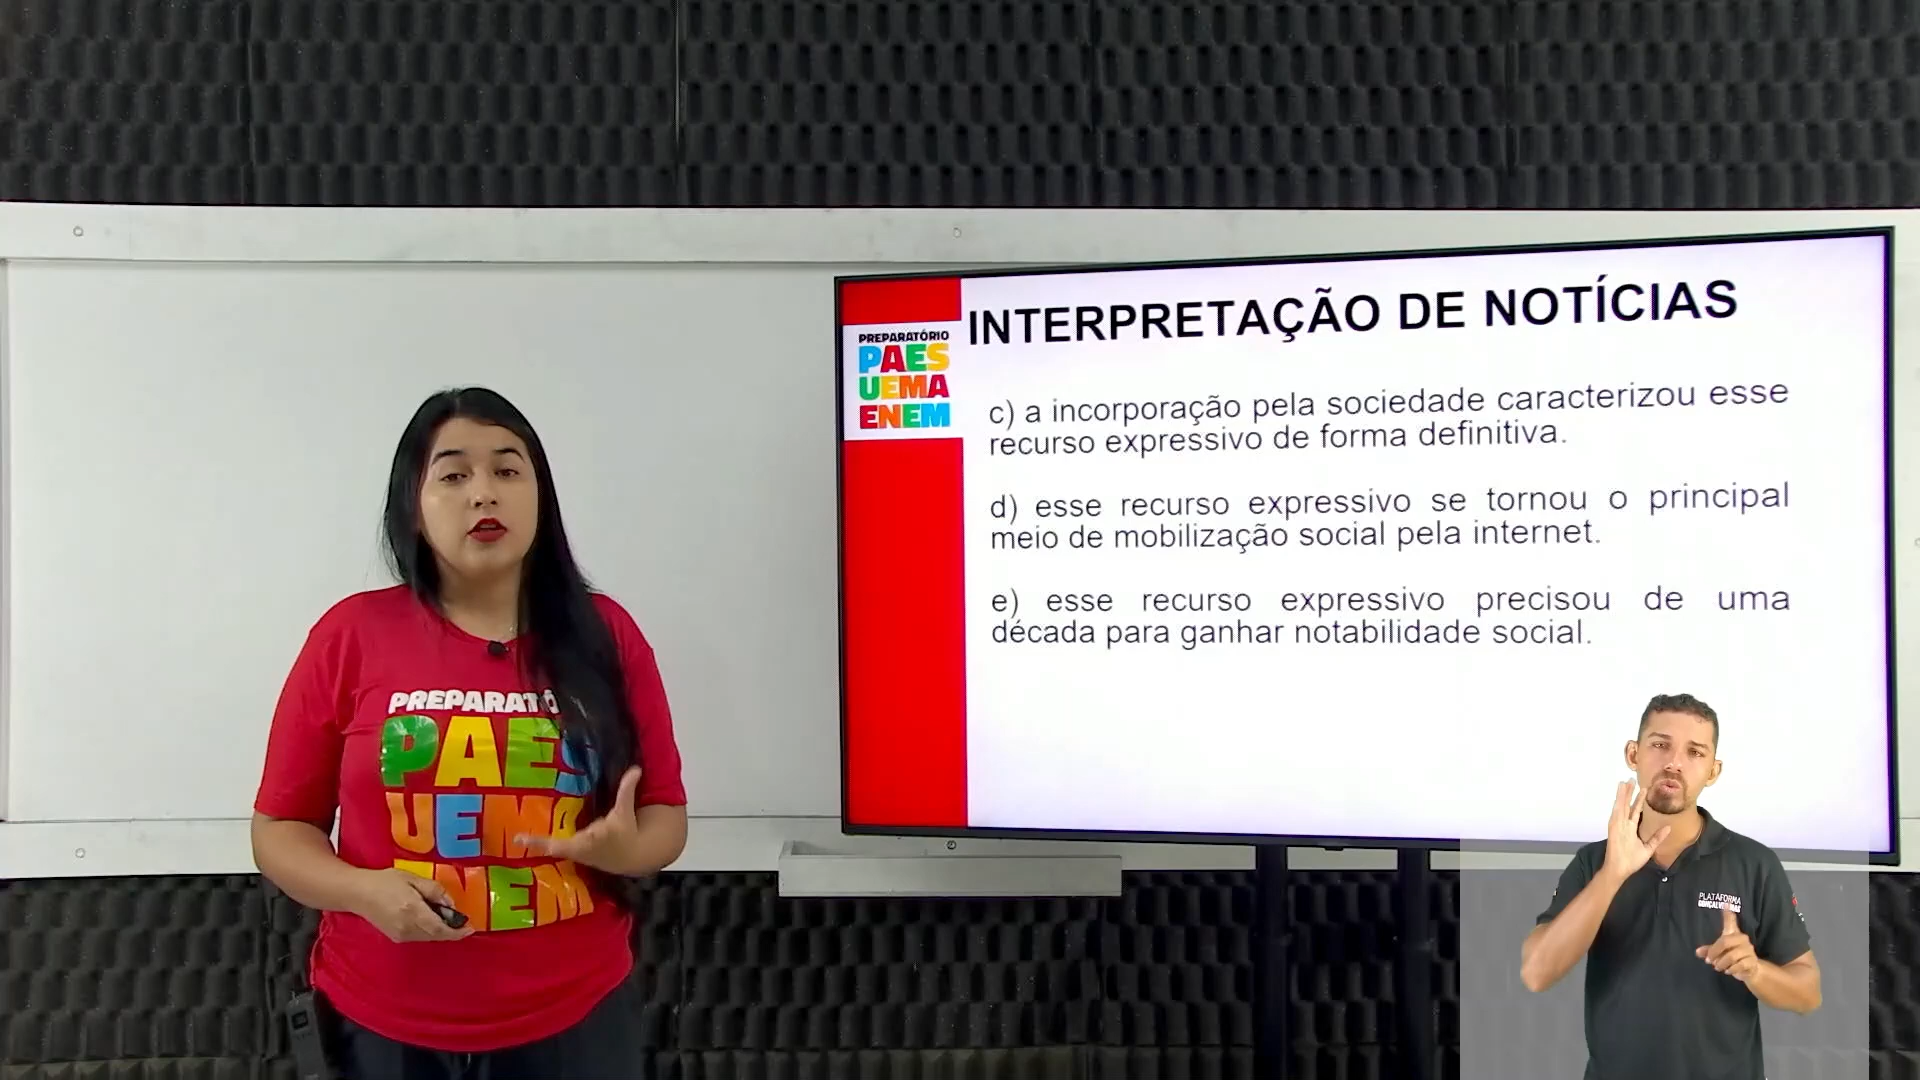 INTERPRETAÇÃO DE NOTÍCIAS
PREPARATÓRIO
PAES
UEMA
ENEM
c) a incorporação pela sociedade caracterizou esse
recurso expressivo de forma definitiva.
d) esse recurso expressivo se tornou o principal
meio de mobilização social pela internet.
e) esse recurso expressivo precisou de uma
década para ganhar notabilidade social.
PREPARATÓ
PAES
UEMA
ENEM
PLATAFORMA